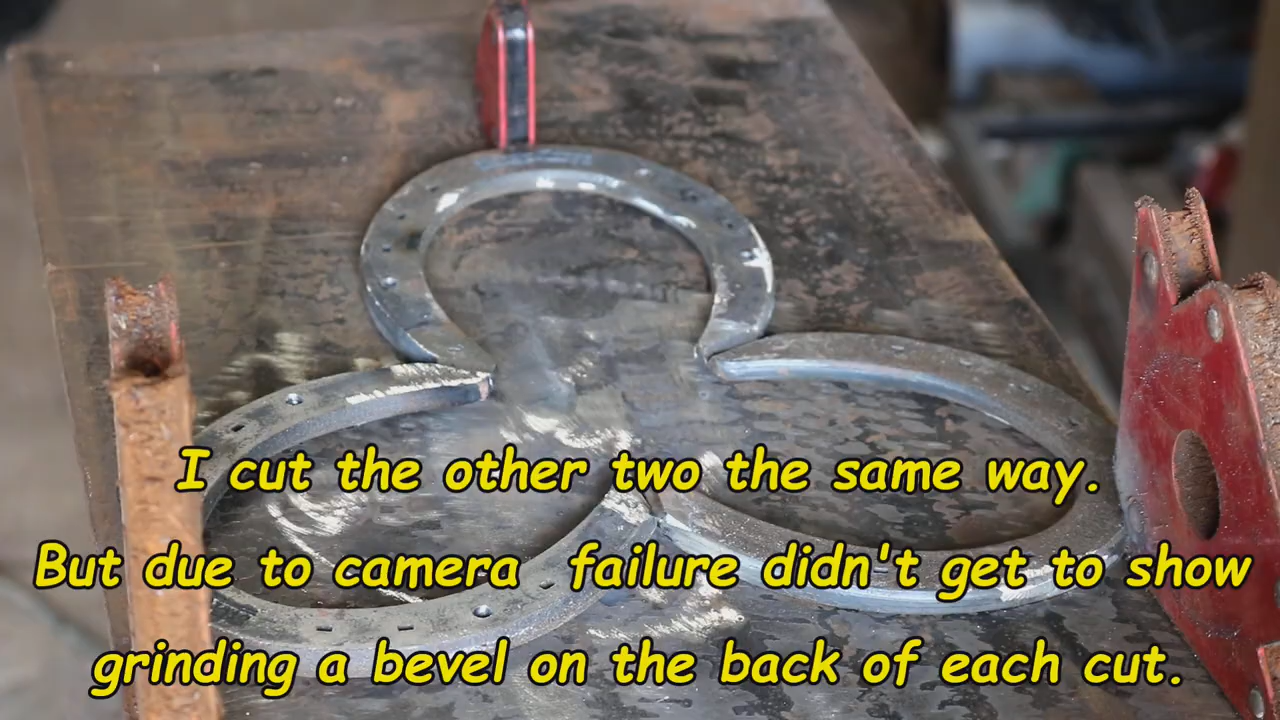 I cut the other two the same way.
But due to camera failure didn't get to show
grinding a bevel on the back of each cut.